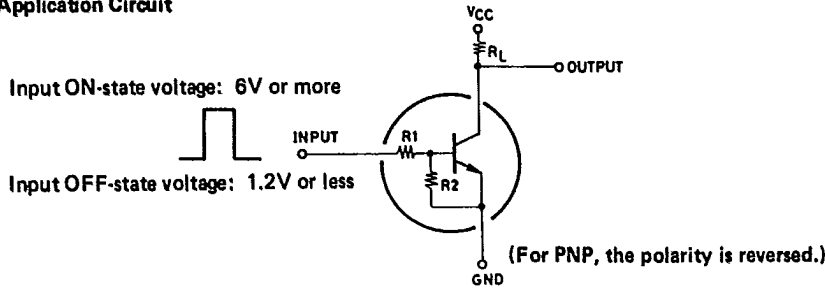 Application Circuit
VCC
RL
OUTPUT
Input ON-state voltage: 6V or more
INPUT
R1
R2
Input OFF-state voltage: 1.2V or less
(For PNP, the polarity is reversed.)
GND